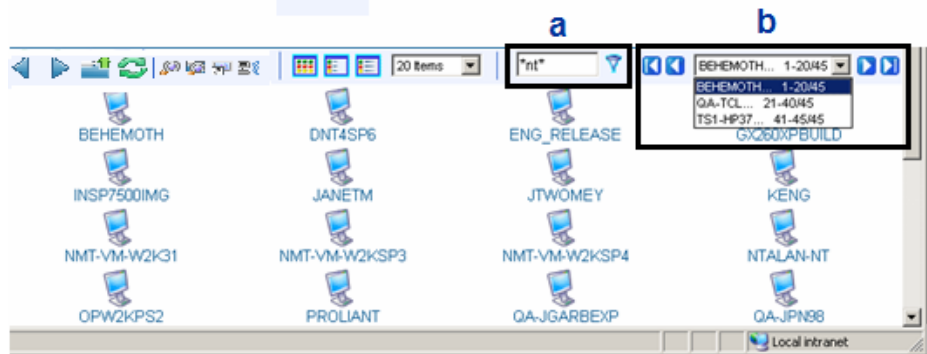 a b
20 Items *nt* BEHEMOTH... 1-20/45
BEHEMOTH... 1-20/45
QA-TCL... 21-40/45
TS1-HP37... 41-45/45
BEHEMOTH DNT4SP6 ENG_RELEASE GX260XPBUILD
INSP7500IMG JANETM JTWOMEY KENG
NMT-VM-W2K31 NMT-VM-W2KSP3 NMT-VM-W2KSP4 NTALAN-NT
OPW2KPS2 PROLIANT QA-JGARBEXP QA-JPN98
Local intranet